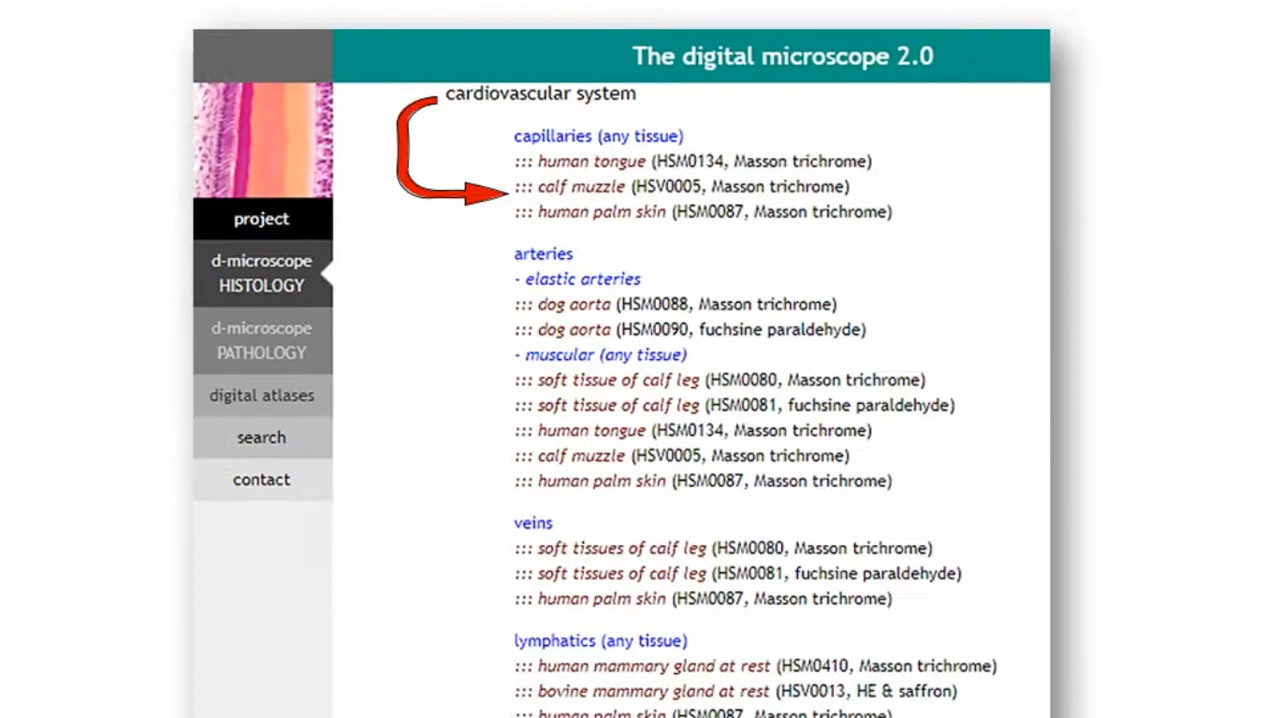 The digital microscope 2.0
project
d-microscope
HISTOLOGY
d-microscope
PATHOLOGY
digital atlases
search
contact
cardiovascular system
capillaries (any tissue)
::: human tongue (HSM0134, Masson trichrome)
::: calf muzzle (HSV0005, Masson trichrome)
::: human palm skin (HSM0087, Masson trichrome)
arteries
- elastic arteries
::: dog aorta (HSM0088, Masson trichrome)
::: dog aorta (HSM0090, fuchsine paraldehyde)
- muscular (any tissue)
::: soft tissue of calf leg (HSM0080, Masson trichrome)
::: soft tissue of calf leg (HSM0081, fuchsine paraldehyde)
::: human tongue (HSM0134, Masson trichrome)
::: calf muzzle (HSV0005, Masson trichrome)
::: human palm skin (HSM0087, Masson trichrome)
veins
::: soft tissues of calf leg (HSM0080, Masson trichrome)
::: soft tissues of calf leg (HSM0081, fuchsine paraldehyde)
::: human palm skin (HSM0087, Masson trichrome)
lymphatics (any tissue)
::: human mammary gland at rest (HSM0410, Masson trichrome)
::: bovine mammary gland at rest (HSV0013, HE & saffron)
::: human palm skin (HSM0087, Masson trichrome)